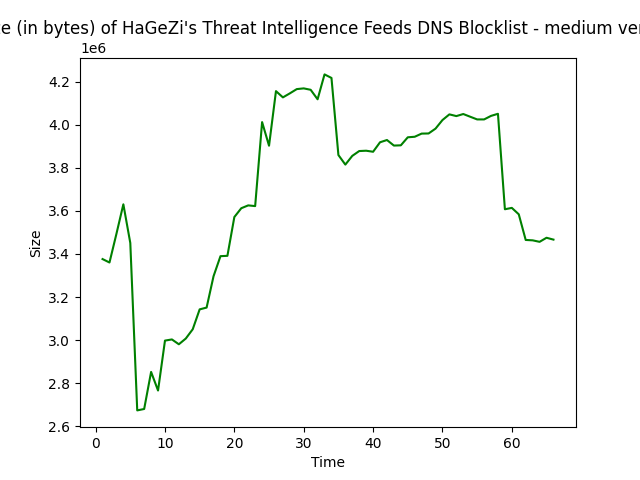 e (in bytes) of HaGeZi's Threat Intelligence Feeds DNS Blocklist - medium ver
1e6
4.2
4.0
3.8
3.6
3.4
3.2
3.0
2.8
2.6
Size
0 10 20 30 40 50 60
Time